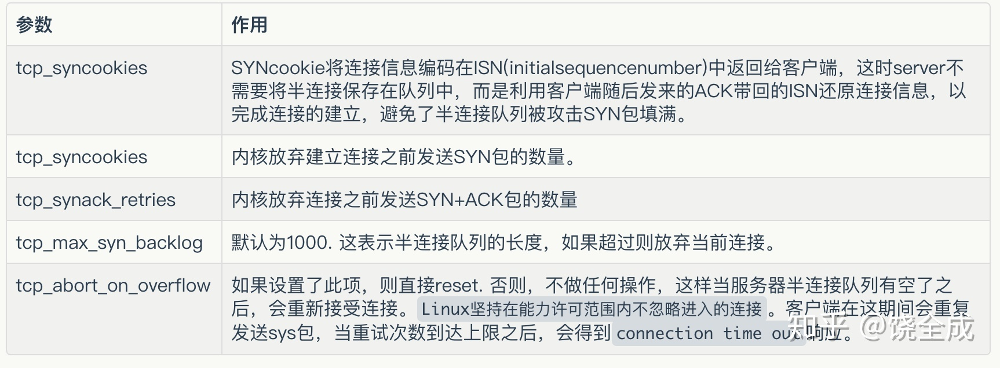 参数 作用
tcp_syncookies SYNcookie将连接信息编码在ISN(initialsequencenumber)中返回给客户端，这时server不
需要将半连接保存在队列中，而是利用客户端随后发来的ACK带回的ISN还原连接信息，以
完成连接的建立，避免了半连接队列被攻击SYN包填满。
tcp_syncookies 内核放弃建立连接之前发送SYN包的数量。
tcp_synack_retries 内核放弃连接之前发送SYN+ACK包的数量
tcp_max_syn_backlog 默认为1000. 这表示半连接队列的长度，如果超过则放弃当前连接。
tcp_abort_on_overflow 如果设置了此项，则直接reset. 否则，不做任何操作，这样当服务器半连接队列有空了之
后，会重新接受连接。Linux坚持在能力许可范围内不忽略进入的连接。客户端在这期间会重复
发送sys包，当重试次数到达上限之后，会得到connection time out响应。
知乎 @饶全成